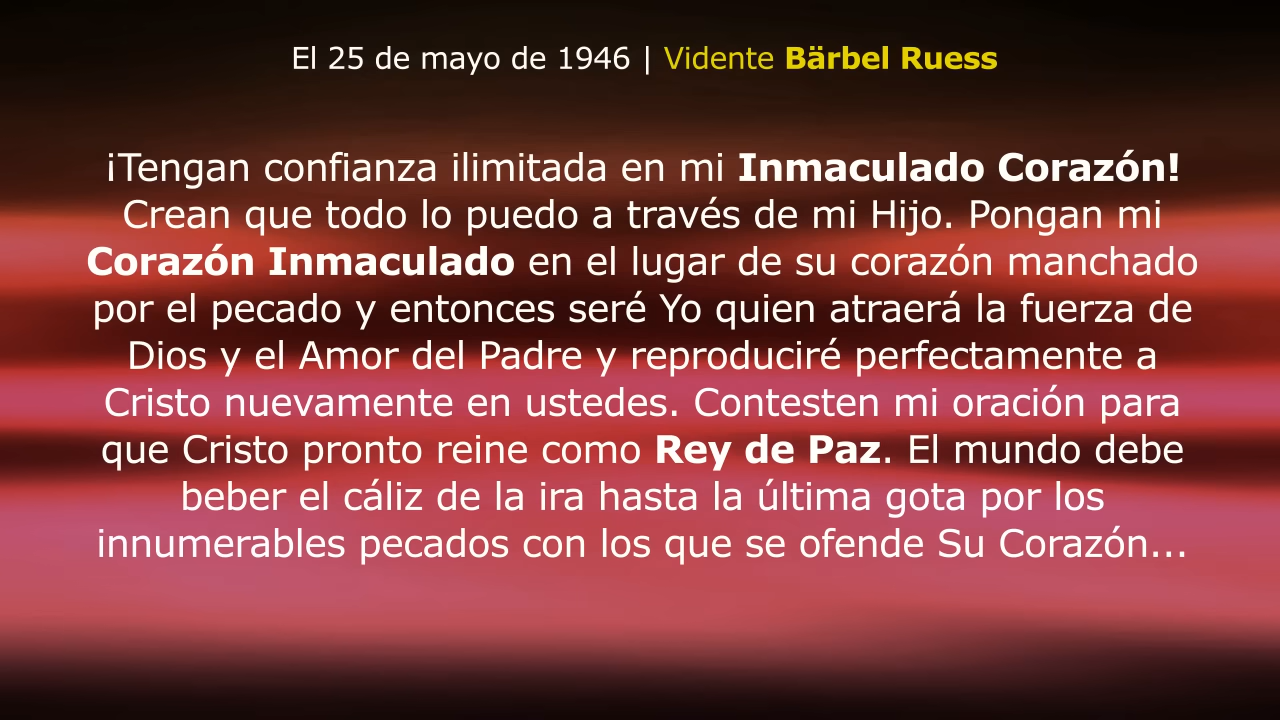 El 25 de mayo de 1946 | Vidente Bärbel Ruess
¡Tengan confianza ilimitada en mi Inmaculado Corazón!
Crean que todo lo puedo a través de mi Hijo. Pongan mi
Corazón Inmaculado en el lugar de su corazón manchado
por el pecado y entonces seré Yo quien atraerá la fuerza de
Dios y el Amor del Padre y reproduciré perfectamente a
Cristo nuevamente en ustedes. Contesten mi oración para
que Cristo pronto reine como Rey de Paz. El mundo debe
beber el cáliz de la ira hasta la última gota por los
innumerables pecados con los que se ofende Su Corazón...